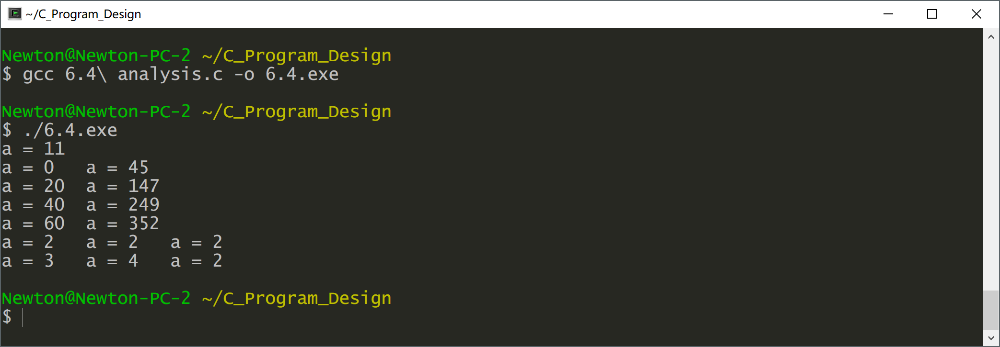 ~/C_Program_Design
Newton@Newton-PC-2 ~/C_Program_Design
$ gcc 6.4\ analysis.c -o 6.4.exe
Newton@Newton-PC-2 ~/C_Program_Design
$ ./6.4.exe
a = 11
a = 0   a = 45
a = 20  a = 147
a = 40  a = 249
a = 60  a = 352
a = 2   a = 2   a = 2
a = 3   a = 4   a = 2
Newton@Newton-PC-2 ~/C_Program_Design
$